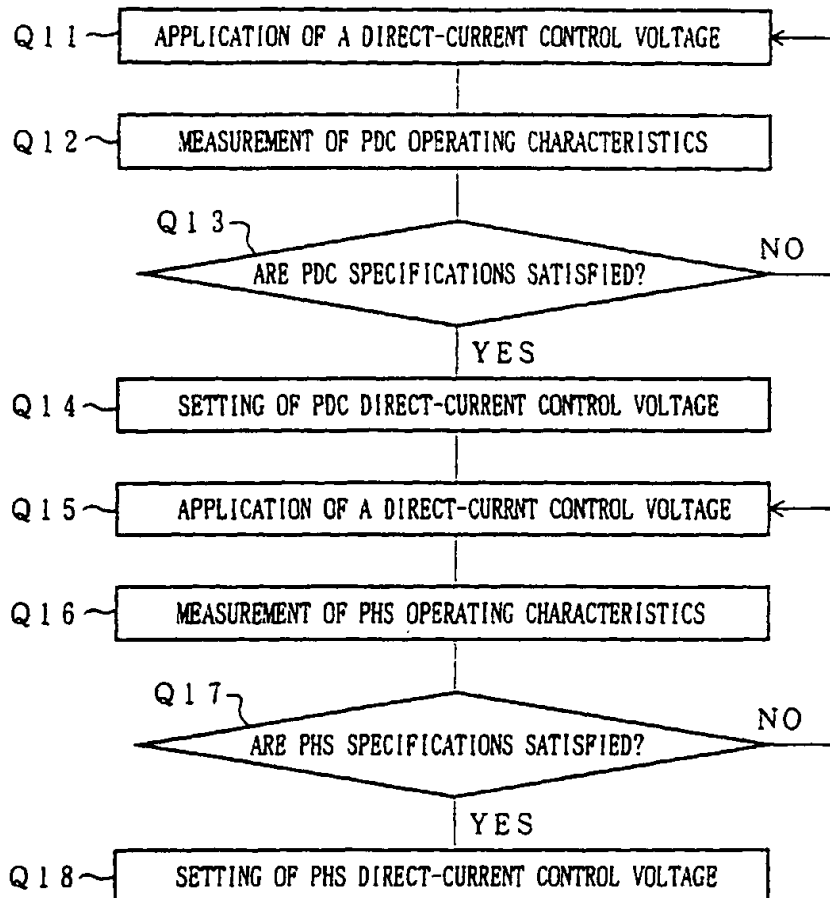 Q11 APPLICATION OF A DIRECT-CURRENT CONTROL VOLTAGE
Q12 MEASUREMENT OF PDC OPERATING CHARACTERISTICS
Q13
ARE PDC SPECIFICATIONS SATISFIED?
NO
YES
Q14 SETTING OF PDC DIRECT-CURRENT CONTROL VOLTAGE
Q15 APPLICATION OF A DIRECT-CURRNT CONTROL VOLTAGE
Q16 MEASUREMENT OF PHS OPERATING CHARACTERISTICS
Q17
ARE PHS SPECIFICATIONS SATISFIED?
NO
YES
Q18 SETTING OF PHS DIRECT-CURRENT CONTROL VOLTAGE